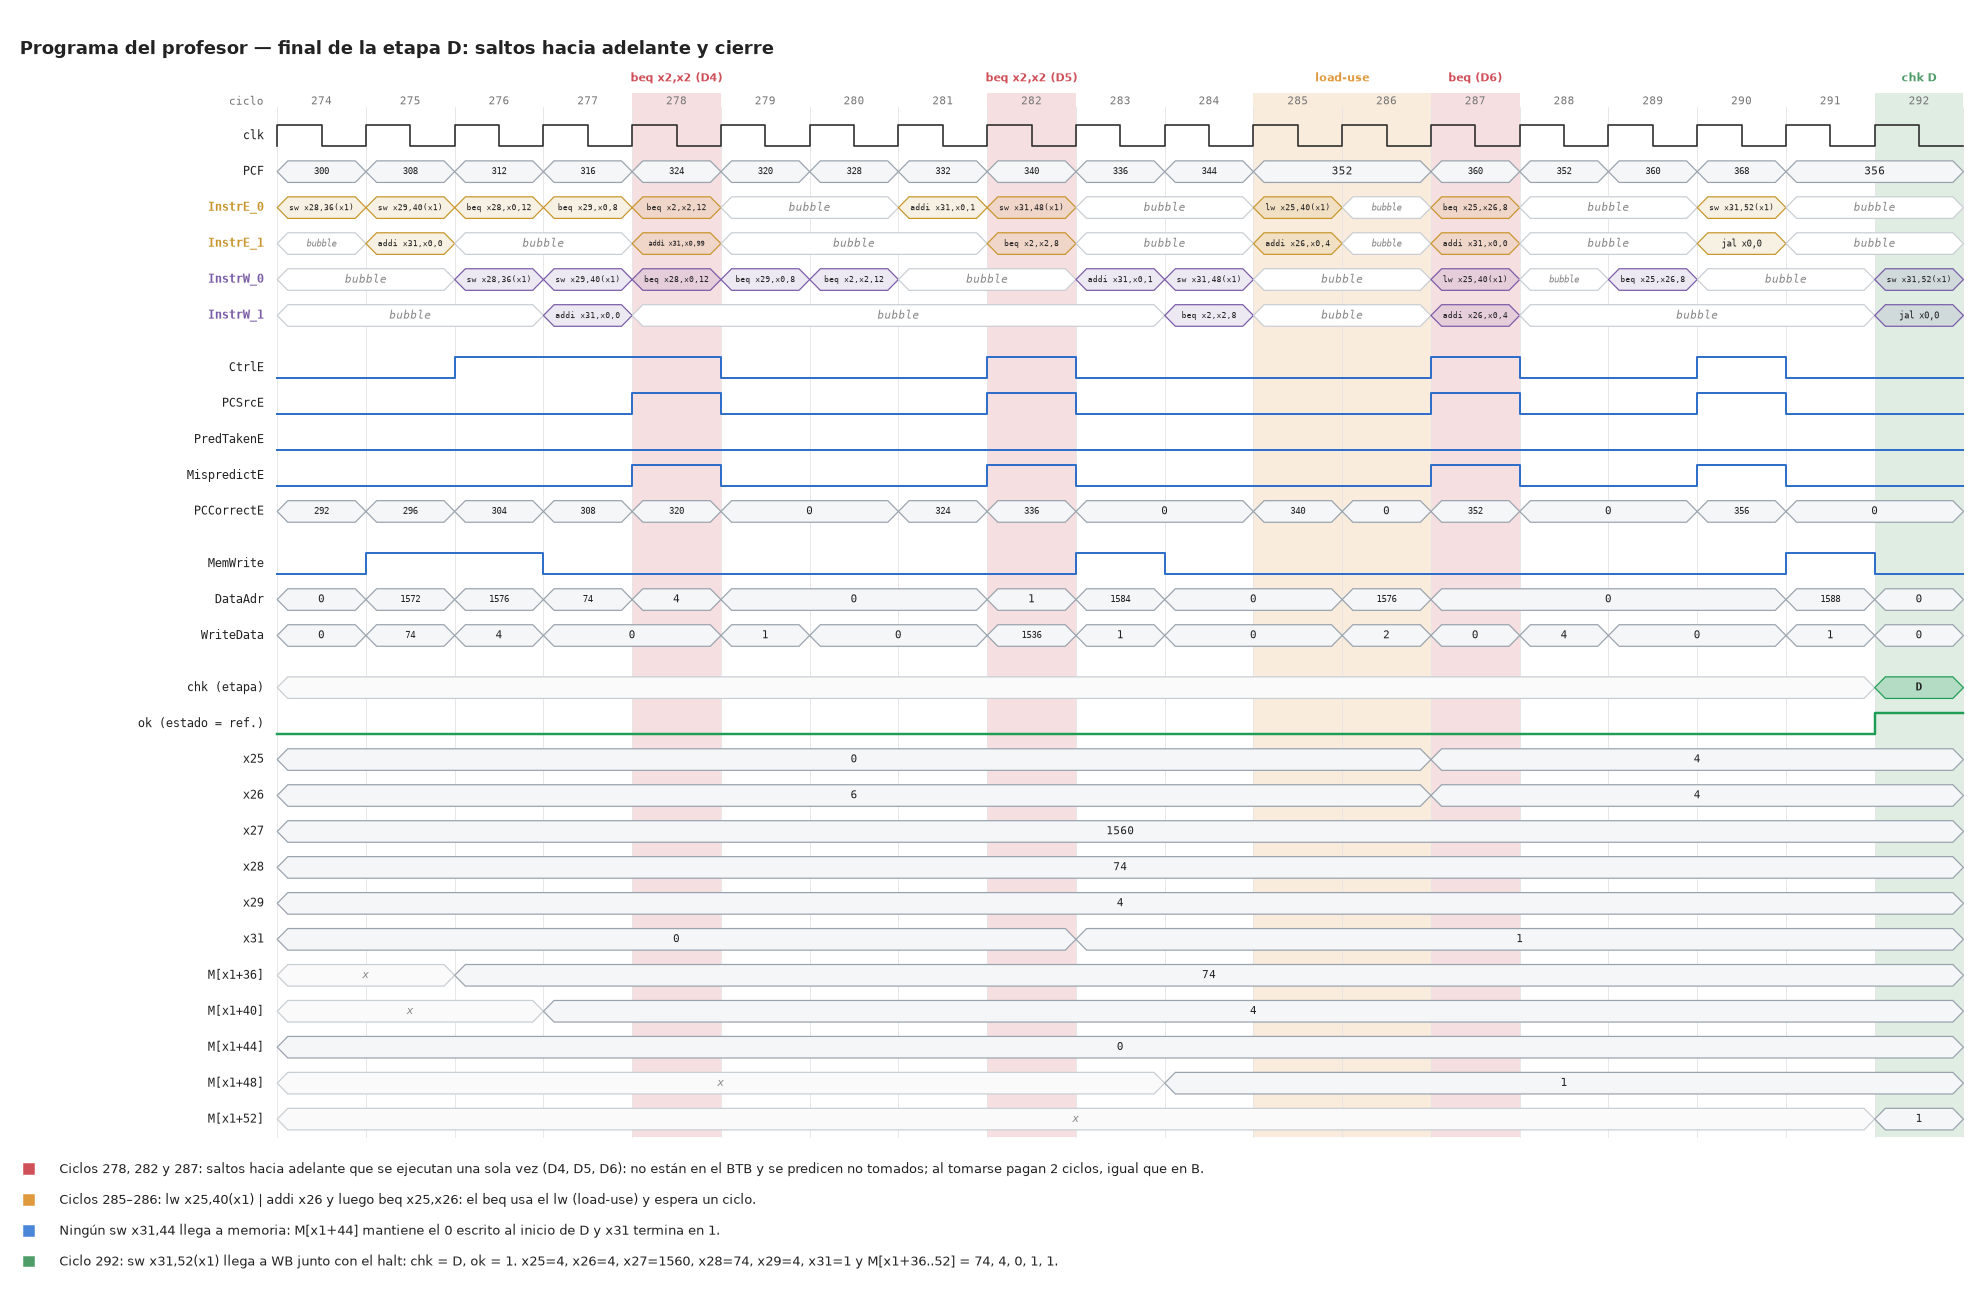 Programa del profesor — final de la etapa D: saltos hacia adelante y cierre
beq x2,x2 (D4) beq x2,x2 (D5) load-use beq (D6) chk D
ciclo 274 275 276 277 278 279 280 281 282 283 284 285 286 287 288 289 290 291 292
clk
PCF 300 308 312 316 324 320 328 332 340 336 344 352 360 352 360 368 356
InstrE_0 sw x28,36(x1) sw x29,40(x1) beq x28,x0,12 beq x29,x0,8 beq x2,x2,12 bubble addi x31,x0,1 sw x31,48(x1) bubble lw x25,40(x1) bubble beq x25,x26,8 bubble sw x31,52(x1) bubble
InstrE_1 bubble addi x31,x0,0 bubble addi x31,x0,99 bubble beq x2,x2,8 bubble addi x26,x0,4 bubble addi x31,x0,0 bubble jal x0,0 bubble
InstrW_0 bubble sw x28,36(x1) sw x29,40(x1) beq x28,x0,12 beq x29,x0,8 beq x2,x2,12 bubble addi x31,x0,1 sw x31,48(x1) bubble lw x25,40(x1) bubble beq x25,x26,8 bubble sw x31,52(x1)
InstrW_1 bubble addi x31,x0,0 bubble beq x2,x2,8 bubble addi x26,x0,4 bubble jal x0,0
CtrlE
PCSrcE
PredTakenE
MispredictE
PCCorrectE 292 296 304 308 320 0 324 336 0 340 0 352 0 356 0
MemWrite
DataAdr 0 1572 1576 74 4 0 1 1584 0 1576 0 1588 0
WriteData 0 74 4 0 1 0 1536 1 0 2 0 4 0 1 0
chk (etapa) D
ok (estado = ref.)
x25 0 4
x26 6 4
x27 1560
x28 74
x29 4
x31 0 1
M[x1+36] x 74
M[x1+40] x 4
M[x1+44] 0
M[x1+48] x 1
M[x1+52] x 1
Ciclos 278, 282 y 287: saltos hacia adelante que se ejecutan una sola vez (D4, D5, D6): no están en el BTB y se predicen no tomados; al tomarse pagan 2 ciclos, igual que en B.
Ciclos 285–286: lw x25,40(x1) | addi x26 y luego beq x25,x26: el beq usa el lw (load-use) y espera un ciclo.
Ningún sw x31,44 llega a memoria: M[x1+44] mantiene el 0 escrito al inicio de D y x31 termina en 1.
Ciclo 292: sw x31,52(x1) llega a WB junto con el halt: chk = D, ok = 1. x25=4, x26=4, x27=1560, x28=74, x29=4, x31=1 y M[x1+36..52] = 74, 4, 0, 1, 1.